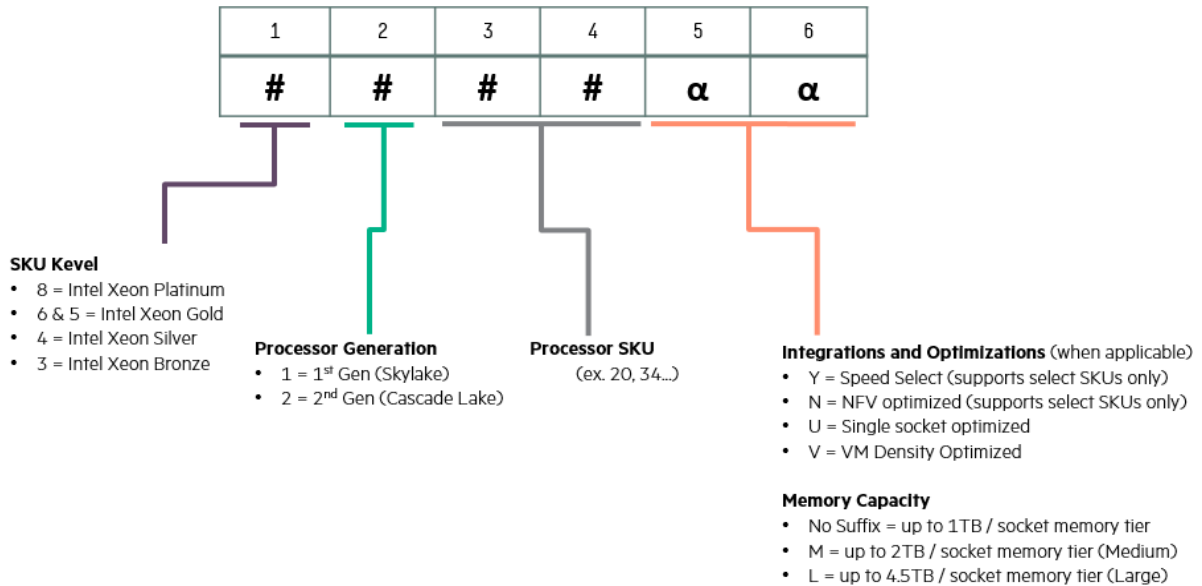 1 2 3 4 5 6
# # # # α α
SKU Kevel
• 8 = Intel Xeon Platinum
• 6 & 5 = Intel Xeon Gold
• 4 = Intel Xeon Silver
• 3 = Intel Xeon Bronze
Processor Generation
• 1 = 1st Gen (Skylake)
• 2 = 2nd Gen (Cascade Lake)
Processor SKU
(ex. 20, 34...)
Integrations and Optimizations (when applicable)
• Y = Speed Select (supports select SKUs only)
• N = NFV optimized (supports select SKUs only)
• U = Single socket optimized
• V = VM Density Optimized
Memory Capacity
• No Suffix = up to 1TB / socket memory tier
• M = up to 2TB / socket memory tier (Medium)
• L = up to 4.5TB / socket memory tier (Large)